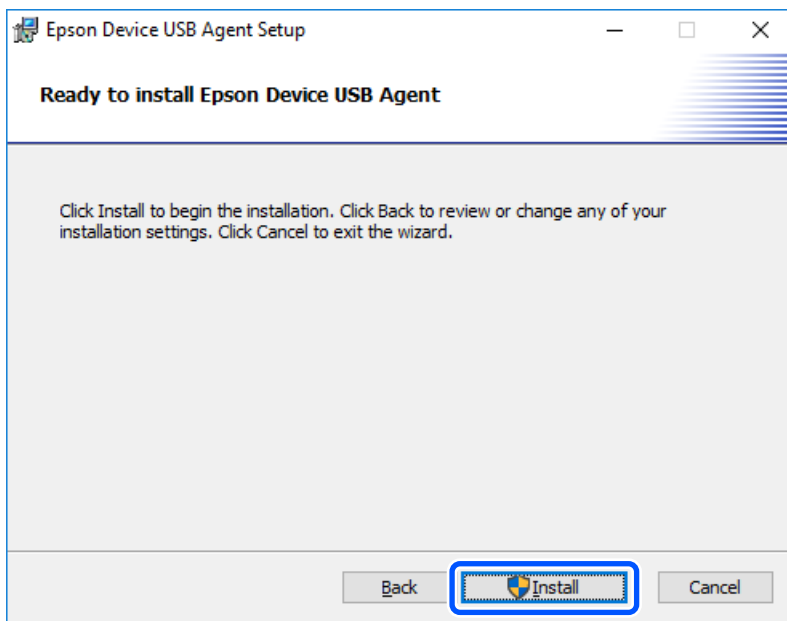 Epson Device USB Agent Setup
Ready to install Epson Device USB Agent
Click Install to begin the installation. Click Back to review or change any of your
installation settings. Click Cancel to exit the wizard.
Back Install Cancel